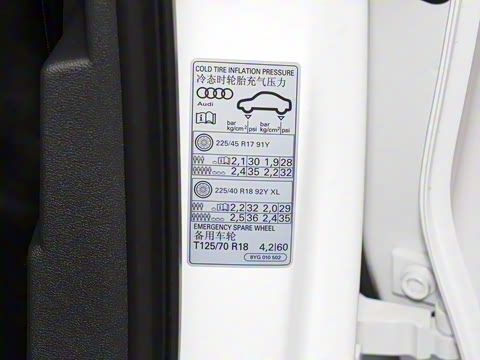 COLD TIRE INFLATION PRESSURE
冷态时轮胎充气压力
Audi
bar kg/cm² psi bar kg/cm² psi
225/45 R17 91Y
2,1 30 1,9 28
2,4 35 2,2 32
225/40 R18 92Y XL
2,2 32 2,0 29
2,5 36 2,4 35
EMERGENCY SPARE WHEEL
备用车轮
T125/70 R18 4,2 60
8YG 010 502